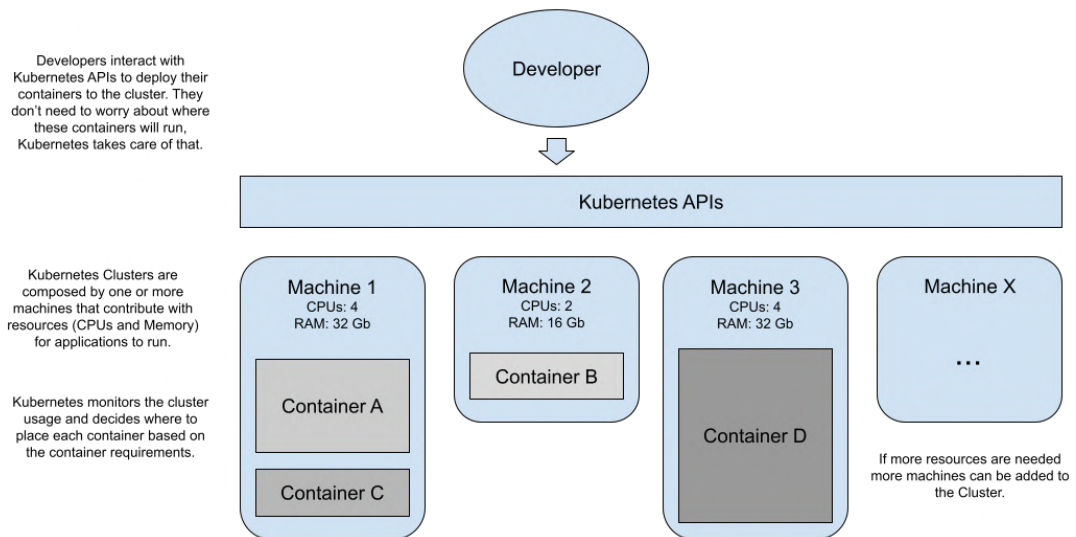 Developers interact with
Kubernetes APIs to deploy their
containers to the cluster. They
don't need to worry about where
these containers will run,
Kubernetes takes care of that.
Developer
Kubernetes APIs
Kubernetes Clusters are
composed by one or more
machines that contribute with
resources (CPUs and Memory)
for applications to run.
Kubernetes monitors the cluster
usage and decides where to
place each container based on
the container requirements.
Machine 1
CPUs: 4
RAM: 32 Gb
Container A
Container C
Machine 2
CPUs: 2
RAM: 16 Gb
Container B
Machine 3
CPUs: 4
RAM: 32 Gb
Container D
Machine X
...
If more resources are needed
more machines can be added to
the Cluster.